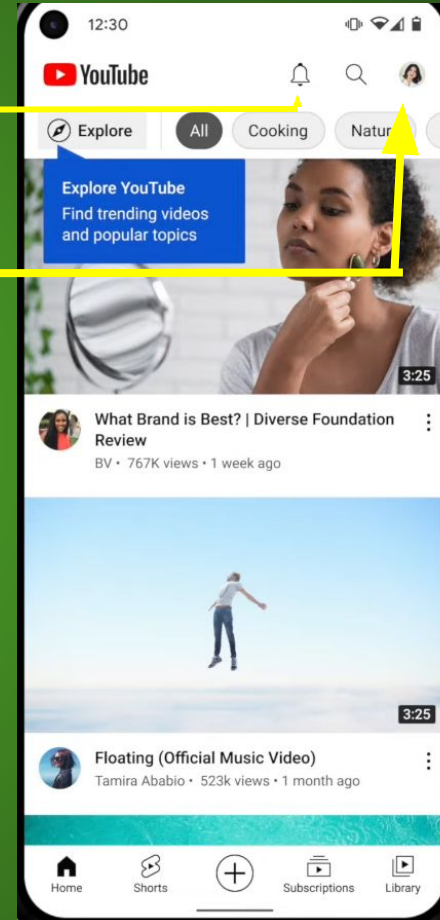 12:30
YouTube
Explore
All
Cooking
Natur
Explore YouTube
Find trending videos
and popular topics
3:25
What Brand is Best? | Diverse Foundation
Review
BV • 767K views • 1 week ago
3:25
Floating (Official Music Video)
Tamira Ababio • 523k views • 1 month ago
Home
Shorts
Subscriptions
Library